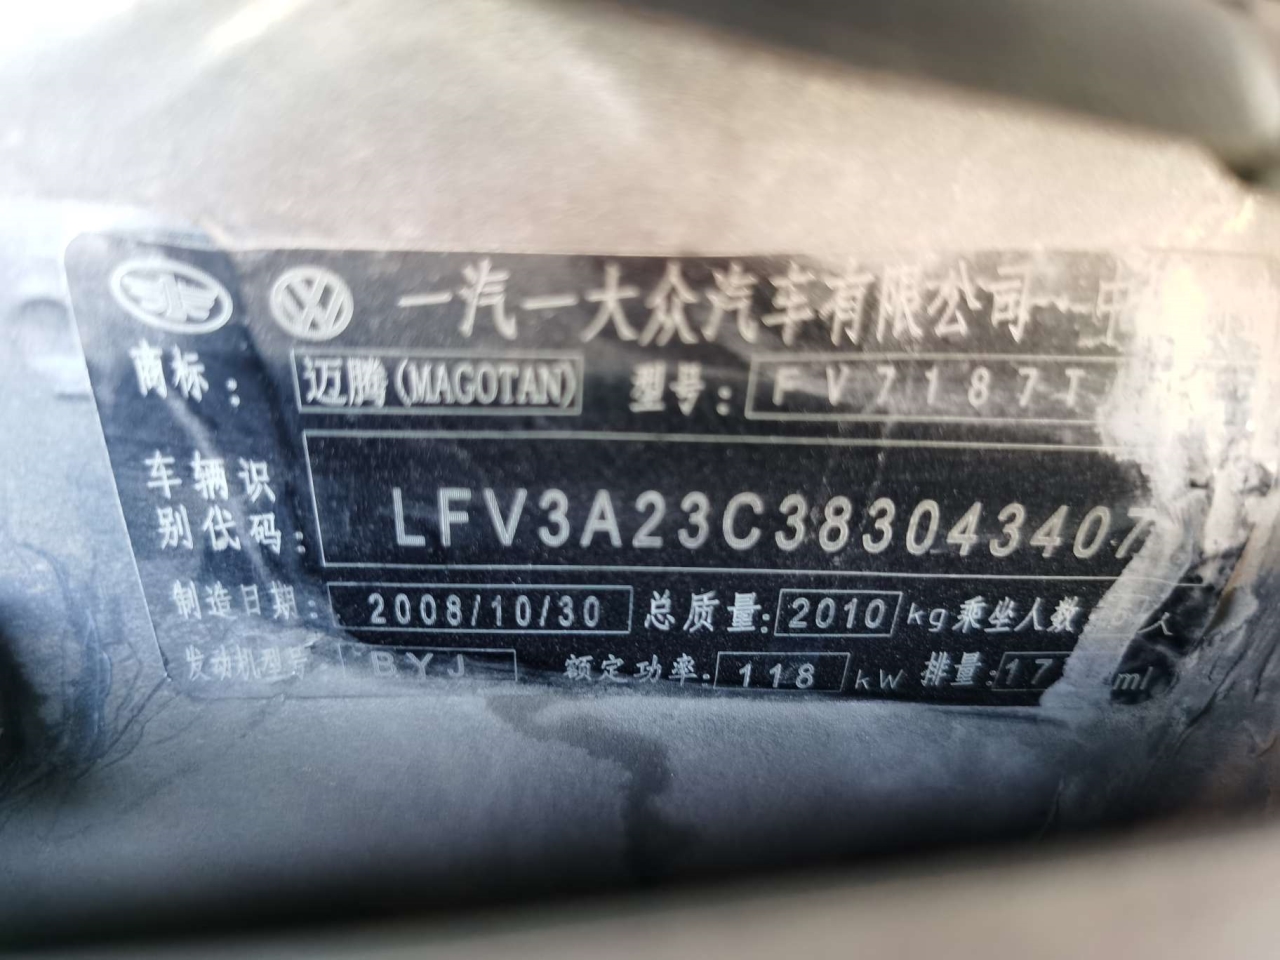 一汽一大众汽车有限公司 中
商标: 迈腾(MAGOTAN) 型号: FV7187T
车辆识
别代码: LFV3A23C383043407
制造日期: 2008/10/30 总质量: 2010 kg 乘坐人数 人
发动机型号 BYJ 额定功率: 118 kW 排量: 17 ml